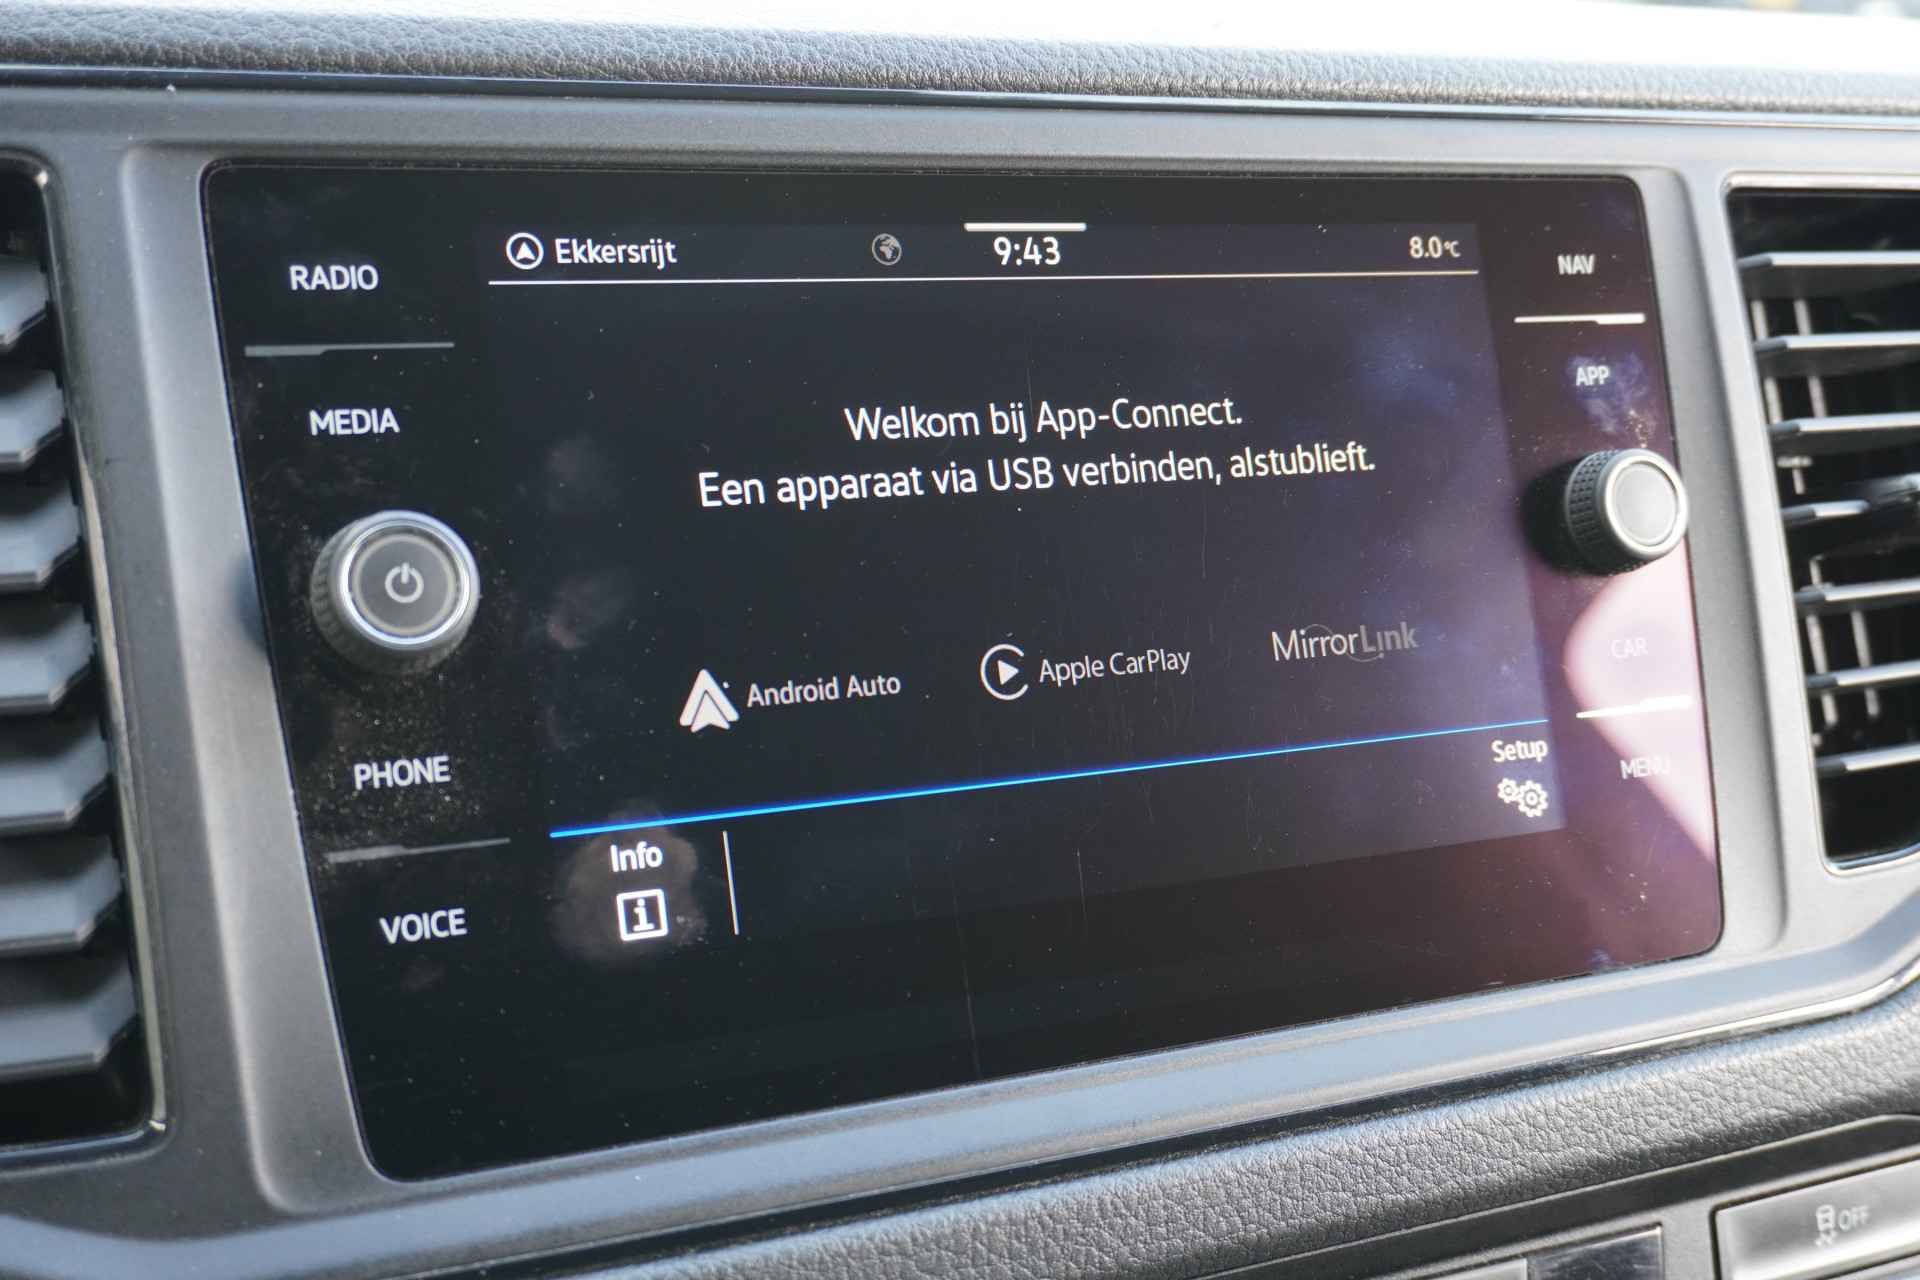 RADIO
MEDIA
PHONE
VOICE
Ekkersrijt
9:43
8.0°C
Welkom bij App-Connect.
Een apparaat via USB verbinden, alstublieft.
Android Auto
Apple CarPlay
MirrorLink
Info
Setup
NAV
APP
CAR
MENU
OFF